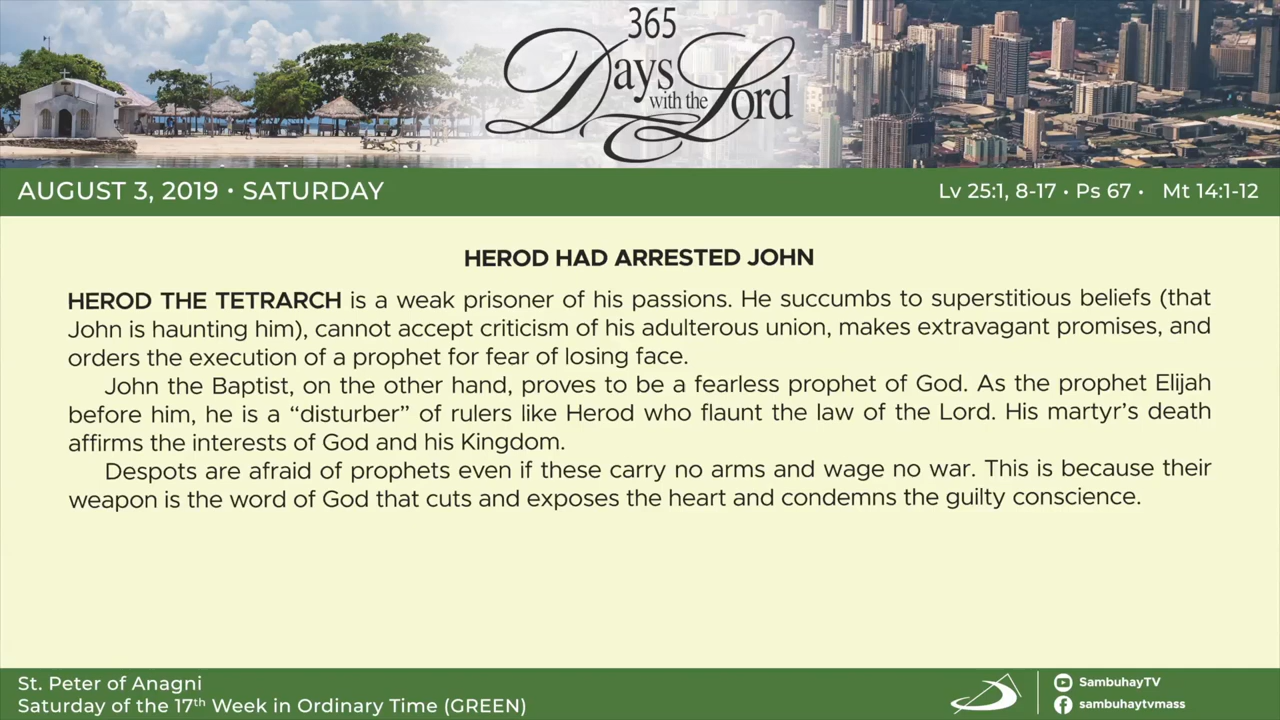 365
Days with the Lord
AUGUST 3, 2019 • SATURDAY
Lv 25:1, 8-17 • Ps 67 • Mt 14:1-12
HEROD HAD ARRESTED JOHN
HEROD THE TETRARCH is a weak prisoner of his passions. He succumbs to superstitious beliefs (that
John is haunting him), cannot accept criticism of his adulterous union, makes extravagant promises, and
orders the execution of a prophet for fear of losing face.
John the Baptist, on the other hand, proves to be a fearless prophet of God. As the prophet Elijah
before him, he is a “disturber” of rulers like Herod who flaunt the law of the Lord. His martyr’s death
affirms the interests of God and his Kingdom.
Despots are afraid of prophets even if these carry no arms and wage no war. This is because their
weapon is the word of God that cuts and exposes the heart and condemns the guilty conscience.
St. Peter of Anagni
Saturday of the 17th Week in Ordinary Time (GREEN)
SambuhayTV
sambuhaytvmass